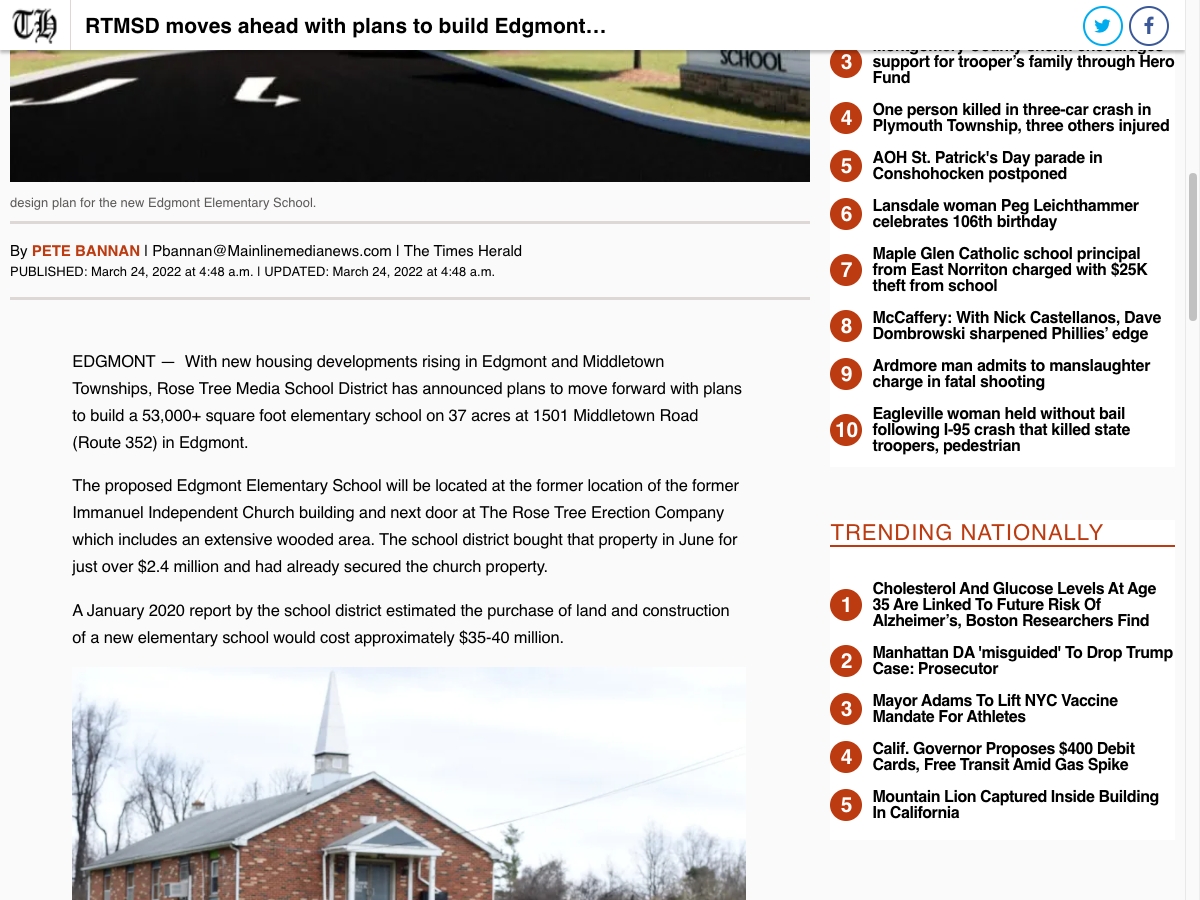 TH
RTMSD moves ahead with plans to build Edgmont…
SCHOOL
design plan for the new Edgmont Elementary School.
By PETE BANNAN | Pbannan@Mainlinemedianews.com | The Times Herald
PUBLISHED: March 24, 2022 at 4:48 a.m. | UPDATED: March 24, 2022 at 4:48 a.m.
EDGMONT — With new housing developments rising in Edgmont and Middletown
Townships, Rose Tree Media School District has announced plans to move forward with plans
to build a 53,000+ square foot elementary school on 37 acres at 1501 Middletown Road
(Route 352) in Edgmont.
The proposed Edgmont Elementary School will be located at the former location of the former
Immanuel Independent Church building and next door at The Rose Tree Erection Company
which includes an extensive wooded area. The school district bought that property in June for
just over $2.4 million and had already secured the church property.
A January 2020 report by the school district estimated the purchase of land and construction
of a new elementary school would cost approximately $35-40 million.
3
Montgomery County sheriff encourages
support for trooper’s family through Hero
Fund
4
One person killed in three-car crash in
Plymouth Township, three others injured
5
AOH St. Patrick's Day parade in
Conshohocken postponed
6
Lansdale woman Peg Leichthammer
celebrates 106th birthday
7
Maple Glen Catholic school principal
from East Norriton charged with $25K
theft from school
8
McCaffery: With Nick Castellanos, Dave
Dombrowski sharpened Phillies’ edge
9
Ardmore man admits to manslaughter
charge in fatal shooting
10
Eagleville woman held without bail
following I-95 crash that killed state
troopers, pedestrian
TRENDING NATIONALLY
1
Cholesterol And Glucose Levels At Age
35 Are Linked To Future Risk Of
Alzheimer’s, Boston Researchers Find
2
Manhattan DA 'misguided' To Drop Trump
Case: Prosecutor
3
Mayor Adams To Lift NYC Vaccine
Mandate For Athletes
4
Calif. Governor Proposes $400 Debit
Cards, Free Transit Amid Gas Spike
5
Mountain Lion Captured Inside Building
In California